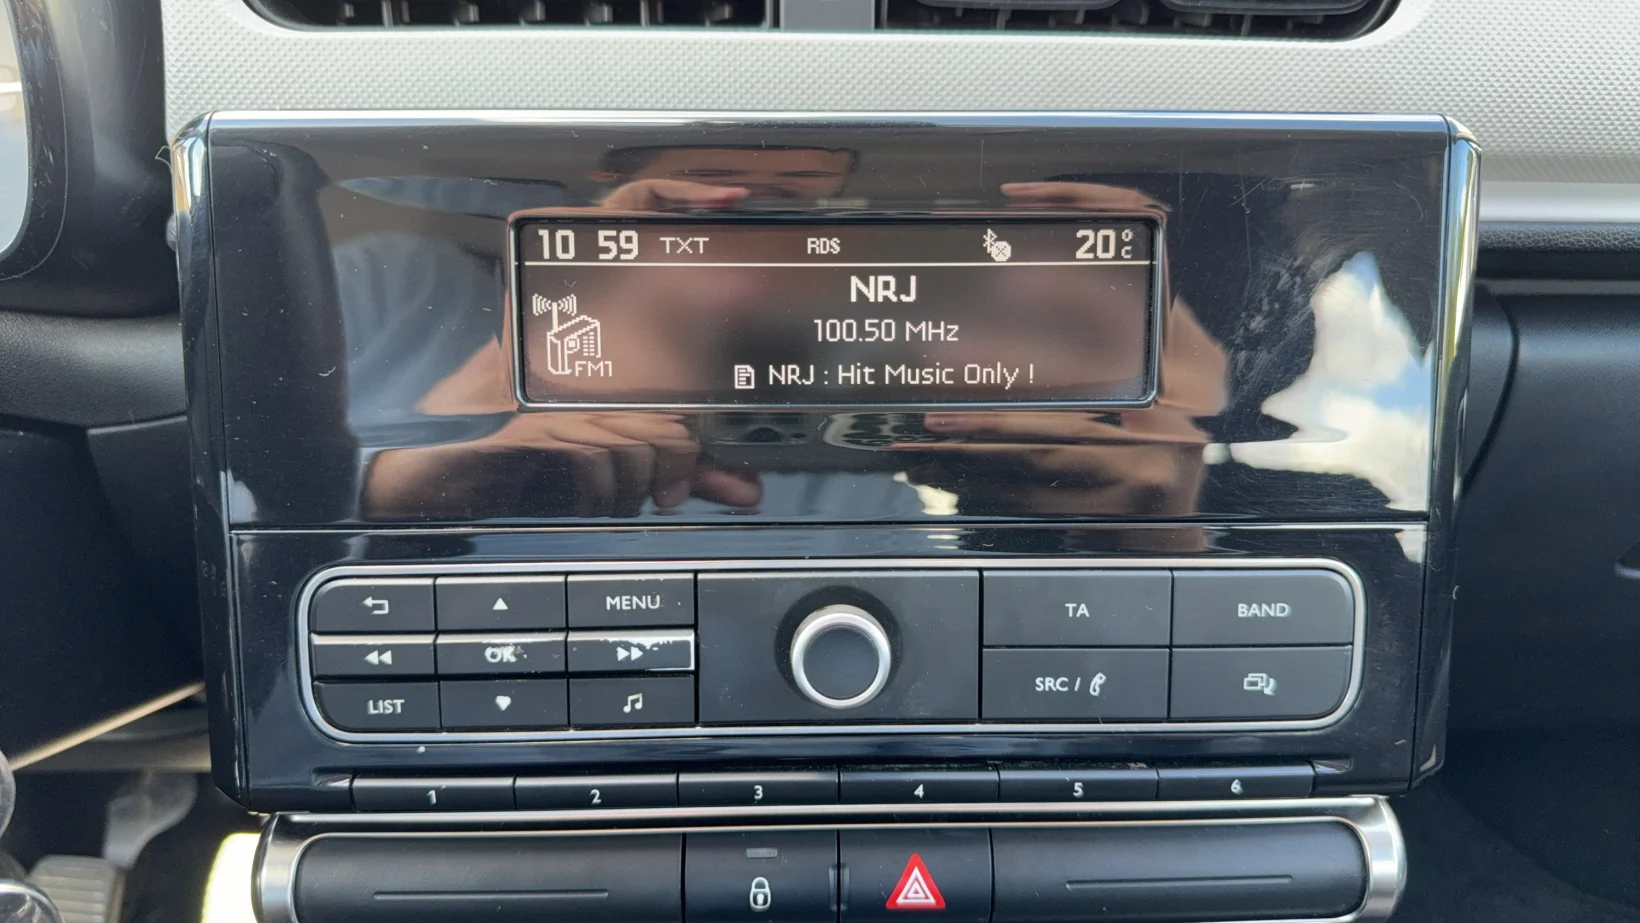 10 59 TXT RDS 20°C
NRJ
100.50 MHz
FM1
NRJ : Hit Music Only !
MENU
TA
BAND
OK
LIST
SRC /
1 2 3 4 5 6